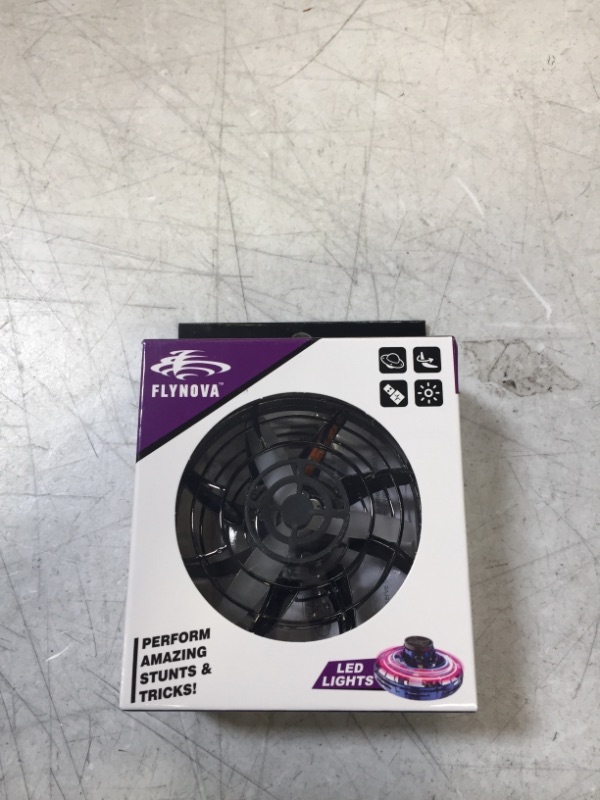 FLYNOVA™
PERFORM
AMAZING
STUNTS &
TRICKS!
LED
LIGHTS